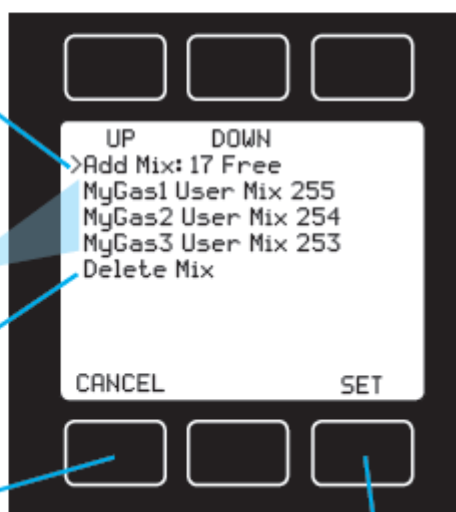 UP DOWN
>Add Mix: 17 Free
MyGas1 User Mix 255
MyGas2 User Mix 254
MyGas3 User Mix 253
Delete Mix
CANCEL SET